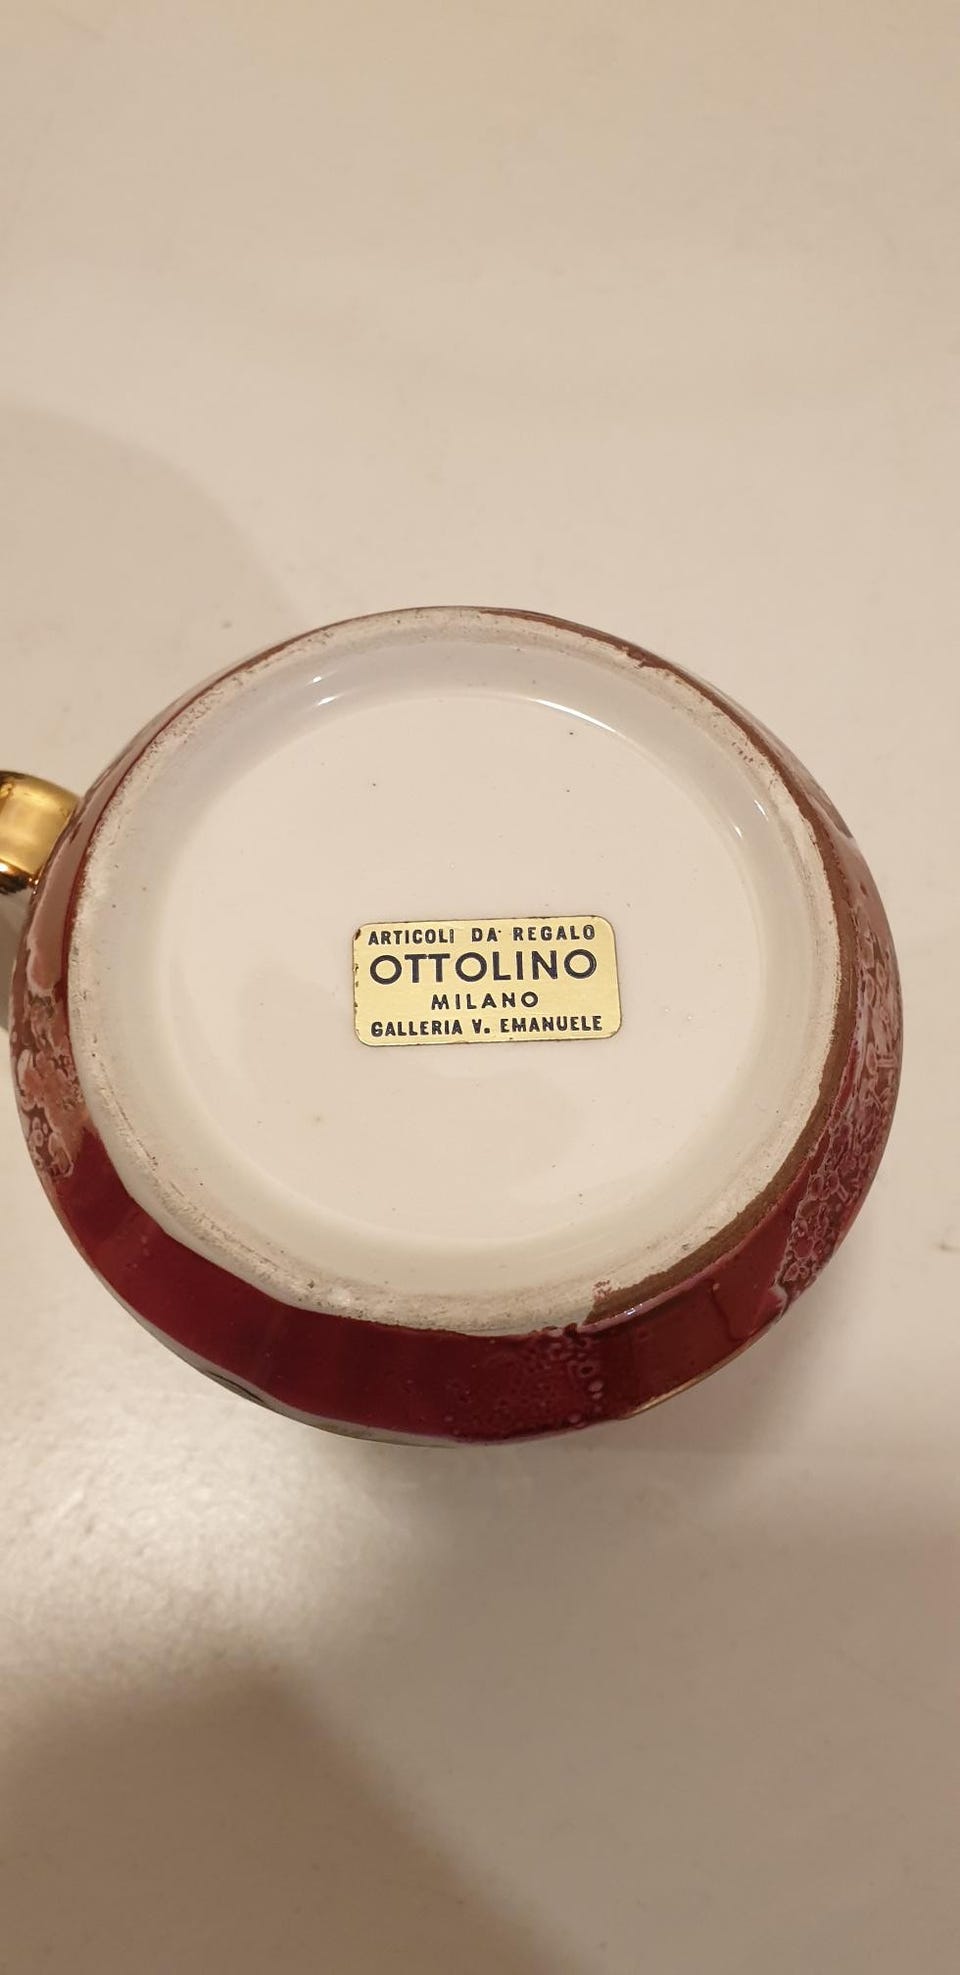 ARTICOLI DA REGALO
OTTOLINO
MILANO
GALLERIA V. EMANUELE